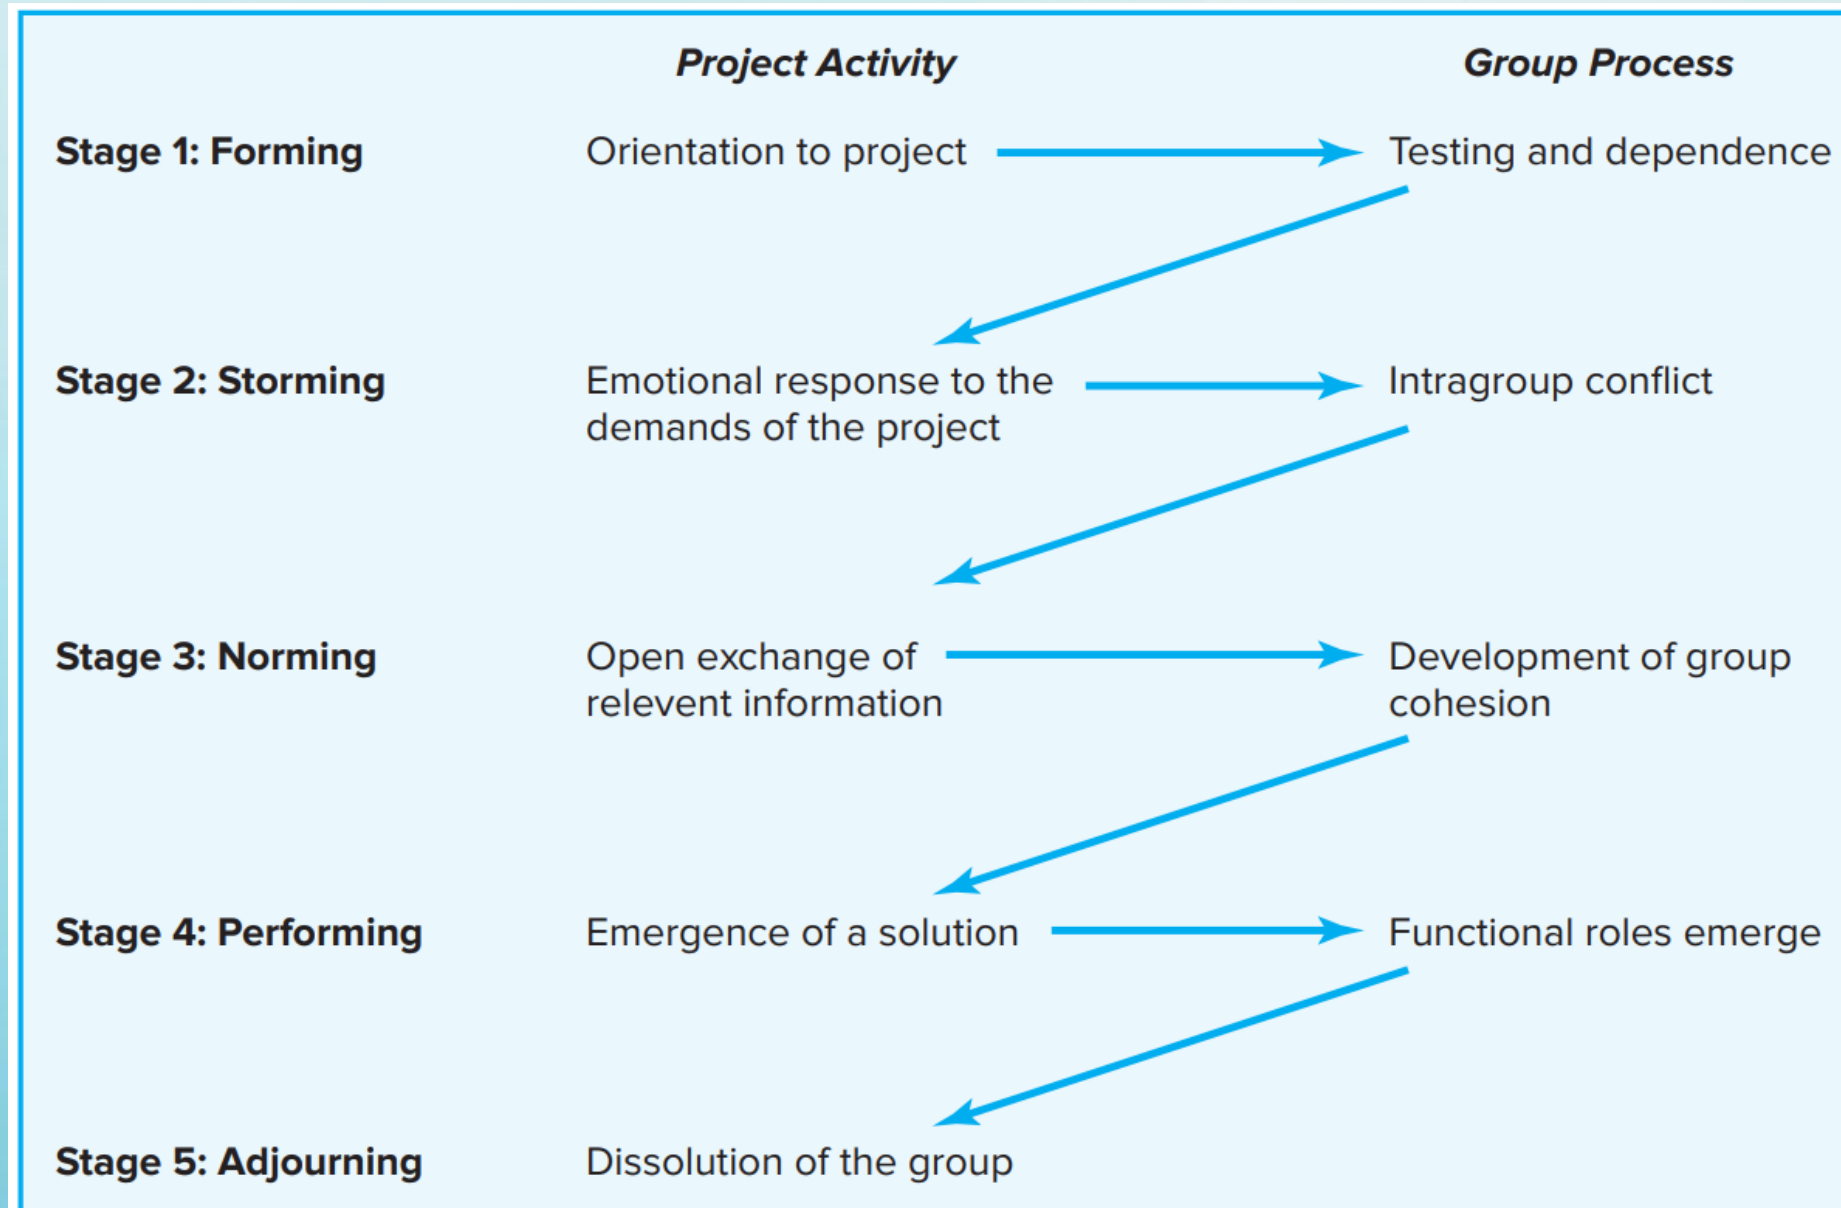 Project Activity Group Process
Stage 1: Forming Orientation to project Testing and dependence
Stage 2: Storming Emotional response to the Intragroup conflict
demands of the project
Stage 3: Norming Open exchange of Development of group
relevent information cohesion
Stage 4: Performing Emergence of a solution Functional roles emerge
Stage 5: Adjourning Dissolution of the group